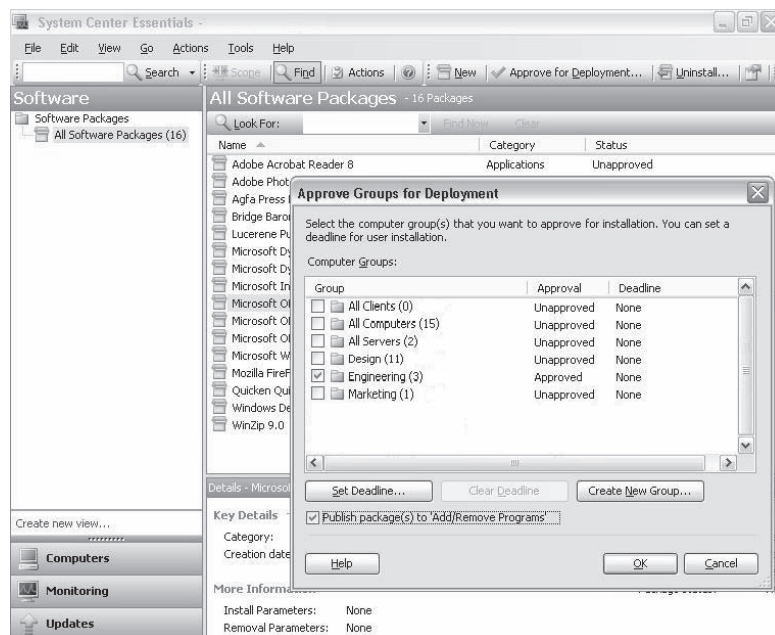 System Center Essentials -
File Edit View Go Actions Tools Help
Search Scope Find Actions New Approve for Deployment... Uninstall...
Software
Software Packages
All Software Packages (16)
All Software Packages - 16 Packages
Look For: Find Now Clear
Name Category Status
Adobe Acrobat Reader 8 Applications Unapproved
Adobe Phot
Agfa Press
Bridge Baro
Lucerene Pu
Microsoft Dy
Microsoft Dy
Microsoft In
Microsoft Of
Microsoft Of
Microsoft Of
Microsoft W
Mozilla FireF
Quicken Qui
Windows De
WinZip 9.0
Approve Groups for Deployment
Select the computer group(s) that you want to approve for installation. You can set a
deadline for user installation.
Computer Groups:
Group Approval Deadline
All Clients (0) Unapproved None
All Computers (15) Unapproved None
All Servers (2) Unapproved None
Design (11) Unapproved None
Engineering (3) Approved None
Marketing (1) Unapproved None
Set Deadline... Clear Deadline Create New Group...
Publish package(s) to 'Add/Remove Programs'
Help OK Cancel
Details - Microsof
Key Details
Category:
Creation date
More Informa
Install Parameters: None
Removal Parameters: None
Create new view...
Computers
Monitoring
Updates